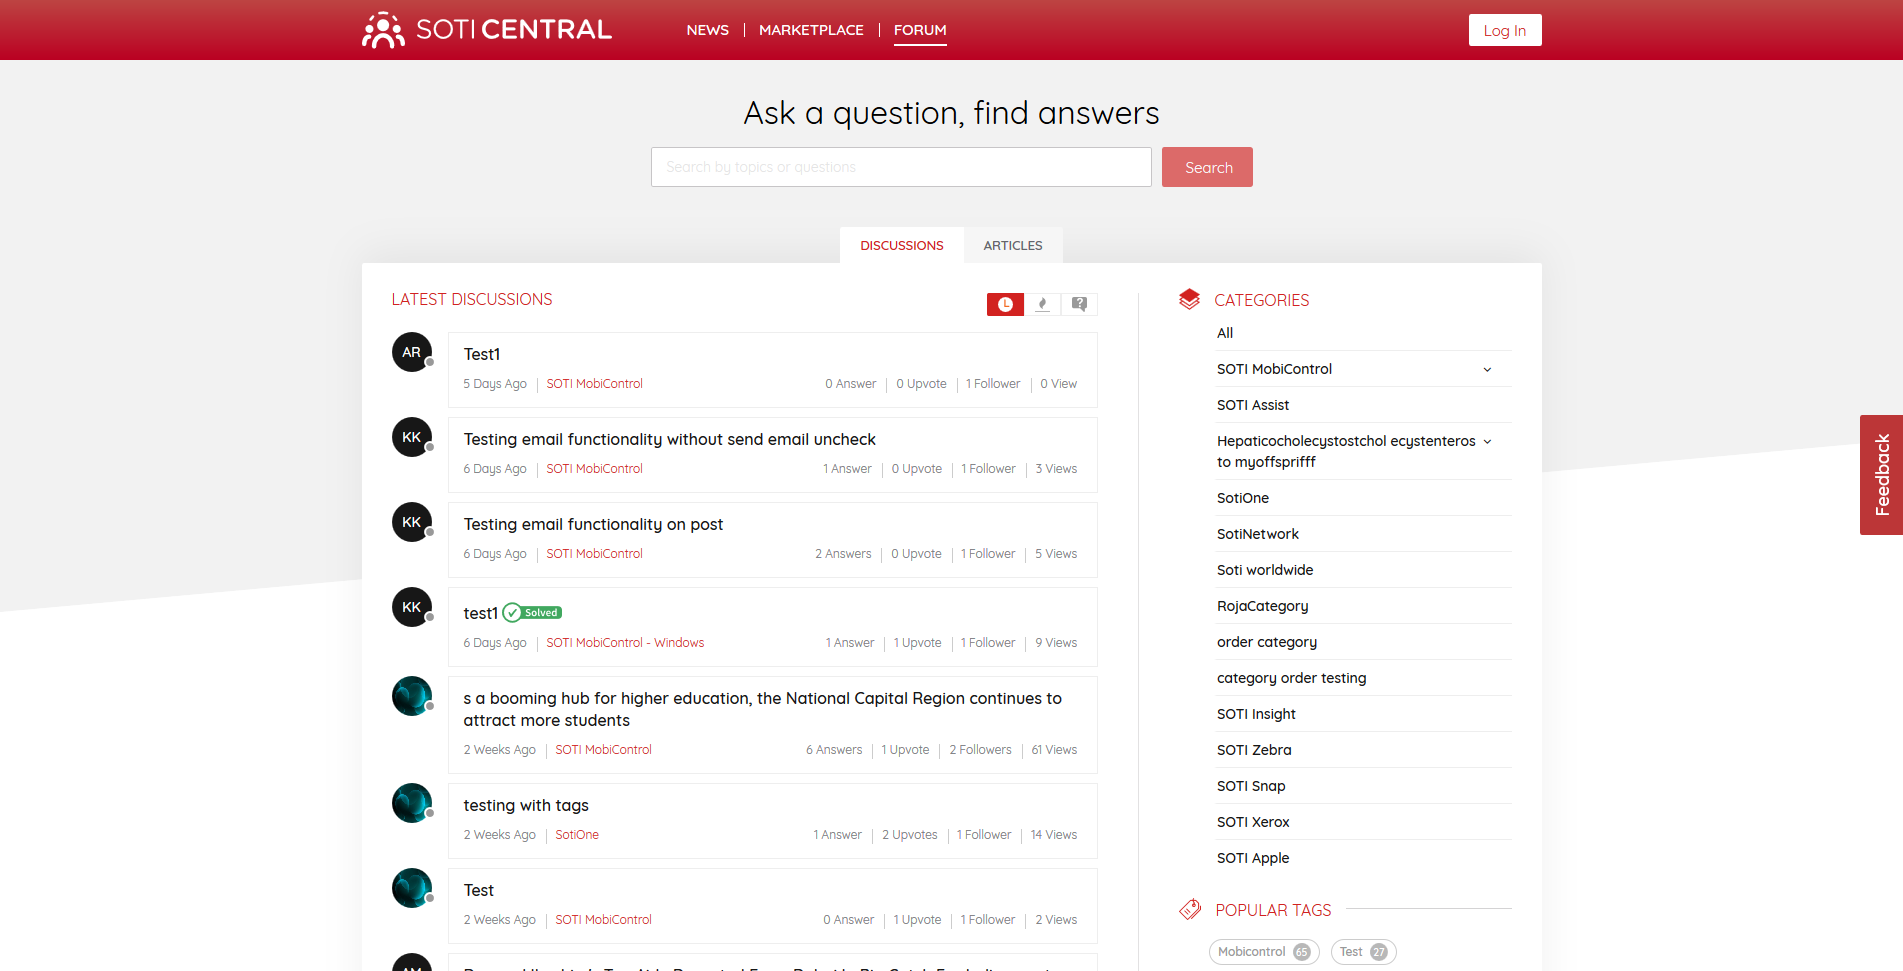 SOTI CENTRAL
NEWS
MARKETPLACE
FORUM
Log In
Ask a question, find answers
Search by topics or questions
Search
DISCUSSIONS
ARTICLES
LATEST DISCUSSIONS
AR
Test1
5 Days Ago
SOTI MobiControl
0 Answer
0 Upvote
1 Follower
0 View
KK
Testing email functionality without send email uncheck
6 Days Ago
SOTI MobiControl
1 Answer
0 Upvote
1 Follower
3 Views
KK
Testing email functionality on post
6 Days Ago
SOTI MobiControl
2 Answers
0 Upvote
1 Follower
5 Views
KK
test1
Solved
6 Days Ago
SOTI MobiControl - Windows
1 Answer
1 Upvote
1 Follower
9 Views
s a booming hub for higher education, the National Capital Region continues to
attract more students
2 Weeks Ago
SOTI MobiControl
6 Answers
1 Upvote
2 Followers
61 Views
testing with tags
2 Weeks Ago
SotiOne
1 Answer
2 Upvotes
1 Follower
14 Views
Test
2 Weeks Ago
SOTI MobiControl
0 Answer
1 Upvote
1 Follower
2 Views
CATEGORIES
All
SOTI MobiControl
SOTI Assist
Hepaticocholecystostchol ecystenteros
to myoffsprifff
SotiOne
SotiNetwork
Soti worldwide
RojaCategory
order category
category order testing
SOTI Insight
SOTI Zebra
SOTI Snap
SOTI Xerox
SOTI Apple
POPULAR TAGS
Mobicontrol 65
Test 27
Feedback